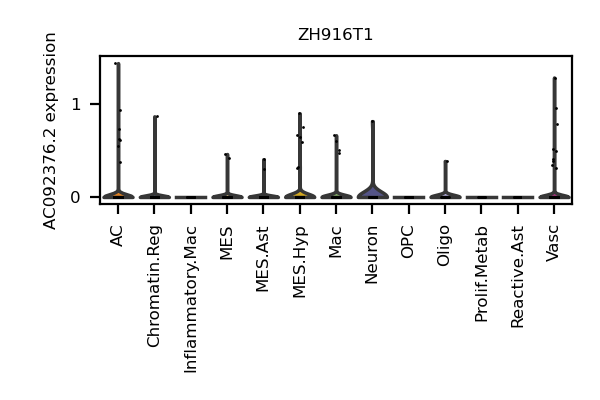 ZH916T1
AC092376.2 expression
1
0
AC
Chromatin.Reg
Inflammatory.Mac
MES
MES.Ast
MES.Hyp
Mac
Neuron
OPC
Oligo
Prolif.Metab
Reactive.Ast
Vasc